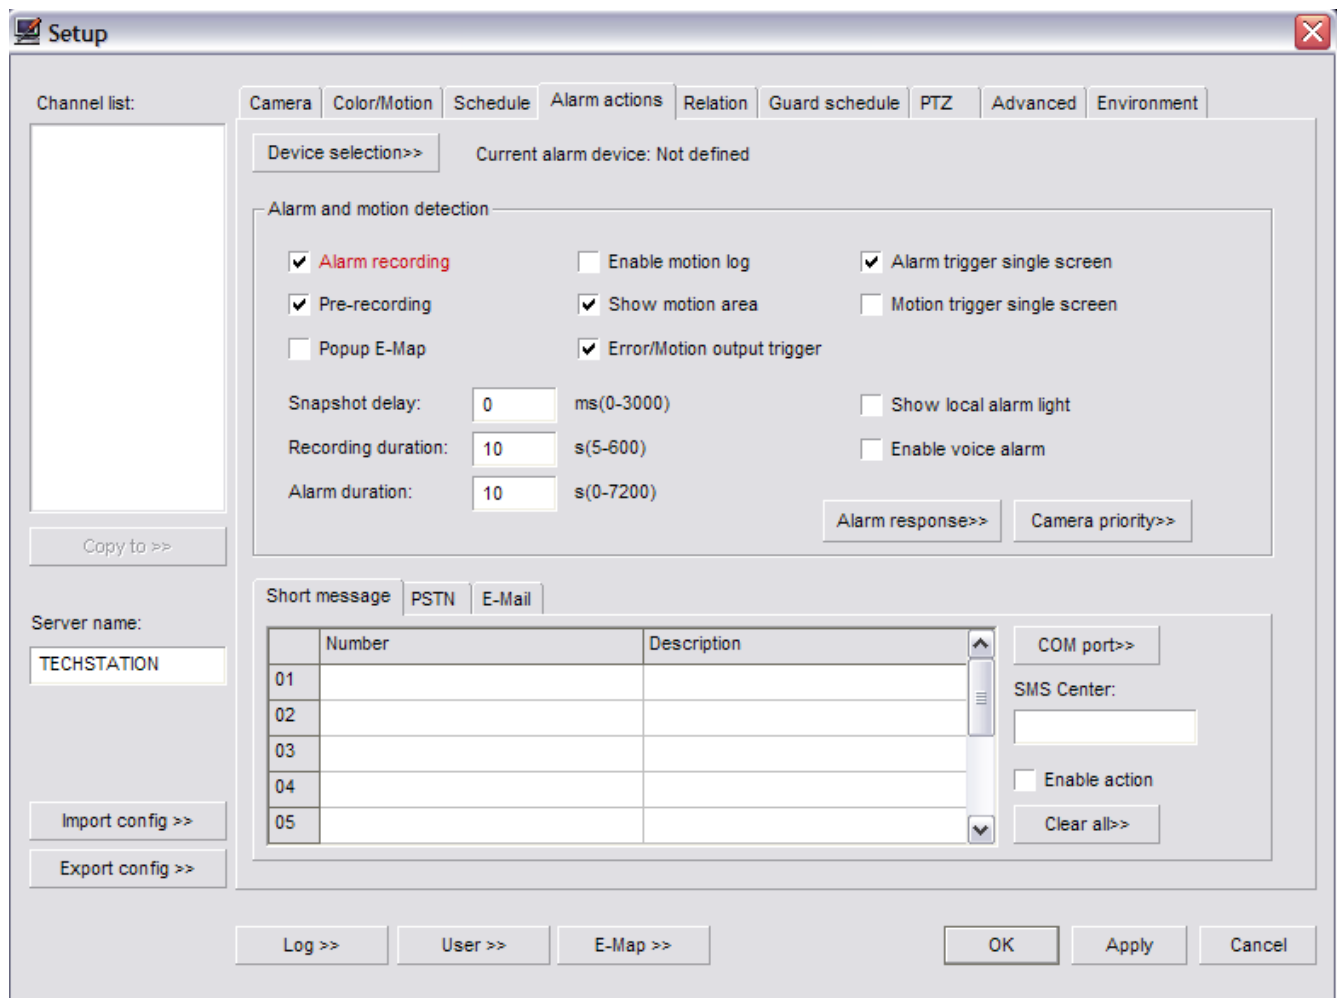 Setup
Channel list:
Camera Color/Motion Schedule Alarm actions Relation Guard schedule PTZ Advanced Environment
Device selection>> Current alarm device: Not defined
Alarm and motion detection
Alarm recording Enable motion log Alarm trigger single screen
Pre-recording Show motion area Motion trigger single screen
Popup E-Map Error/Motion output trigger
Snapshot delay: 0 ms(0-3000) Show local alarm light
Recording duration: 10 s(5-600) Enable voice alarm
Alarm duration: 10 s(0-7200)
Alarm response>> Camera priority>>
Copy to >>
Short message PSTN E-Mail
Server name:
TECHSTATION
Number Description COM port>>
01 SMS Center:
02
03
04 Enable action
05 Clear all>>
Import config >>
Export config >>
Log >> User >> E-Map >> OK Apply Cancel